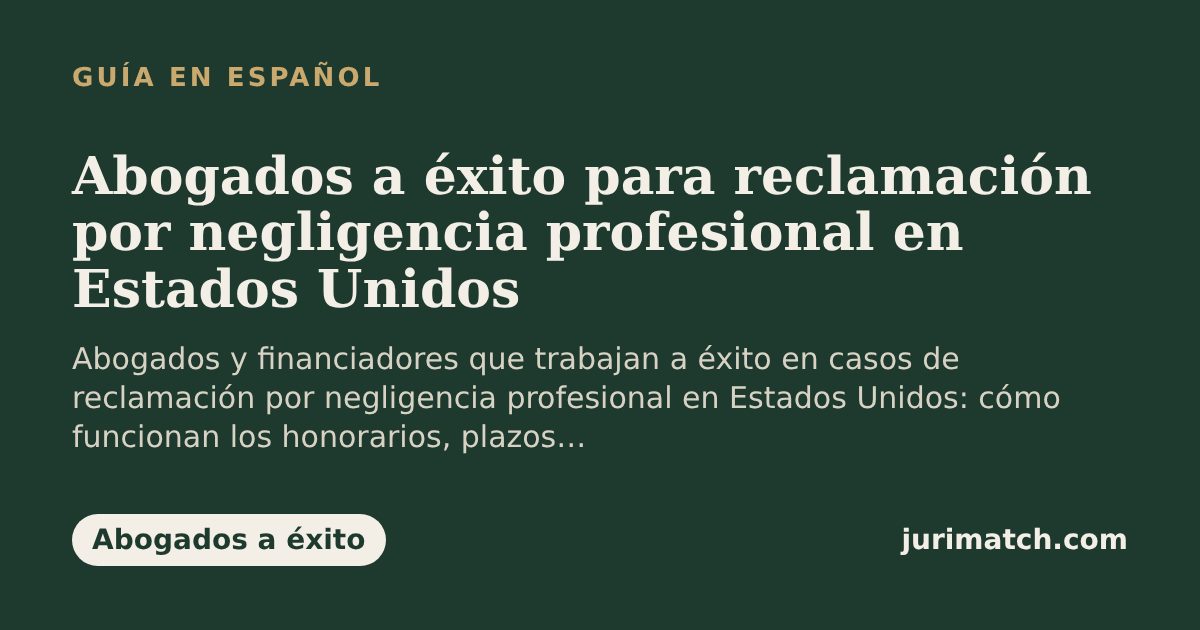 GUÍA EN ESPAÑOL
Abogados a éxito para reclamación
por negligencia profesional en
Estados Unidos
Abogados y financiadores que trabajan a éxito en casos de
reclamación por negligencia profesional en Estados Unidos: cómo
funcionan los honorarios, plazos…
Abogados a éxito
jurimatch.com